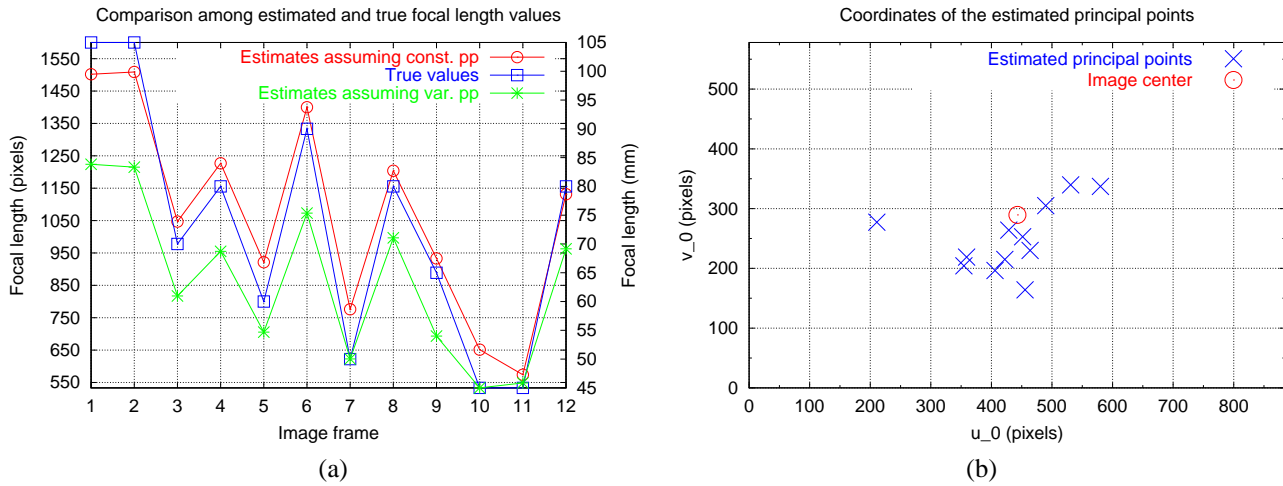 Comparison among estimated and true focal length values
Estimates assuming const. pp
True values
Estimates assuming var. pp
Focal length (pixels)
1550
1450
1350
1250
1150
1050
950
850
750
650
550
105
100
95
90
85
80
75
70
65
60
55
50
45
Focal length (mm)
1 2 3 4 5 6 7 8 9 10 11 12
Image frame
(a)
Coordinates of the estimated principal points
Estimated principal points
Image center
v_0 (pixels)
500
400
300
200
100
0
0 100 200 300 400 500 600 700 800
u_0 (pixels)
(b)